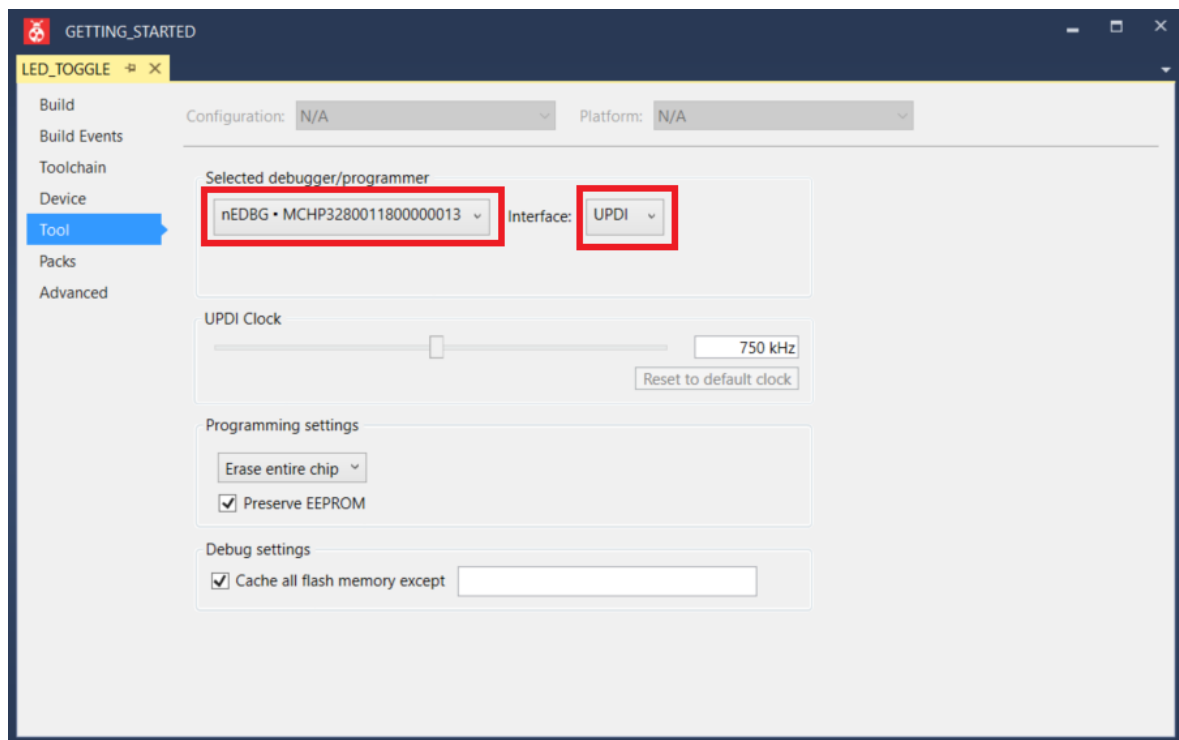 GETTING_STARTED
LED_TOGGLE
Build
Build Events
Toolchain
Device
Tool
Packs
Advanced
Configuration: N/A Platform: N/A
Selected debugger/programmer
nEDBG • MCHP3280011800000013 Interface: UPDI
UPDI Clock
750 kHz
Reset to default clock
Programming settings
Erase entire chip
Preserve EEPROM
Debug settings
Cache all flash memory except